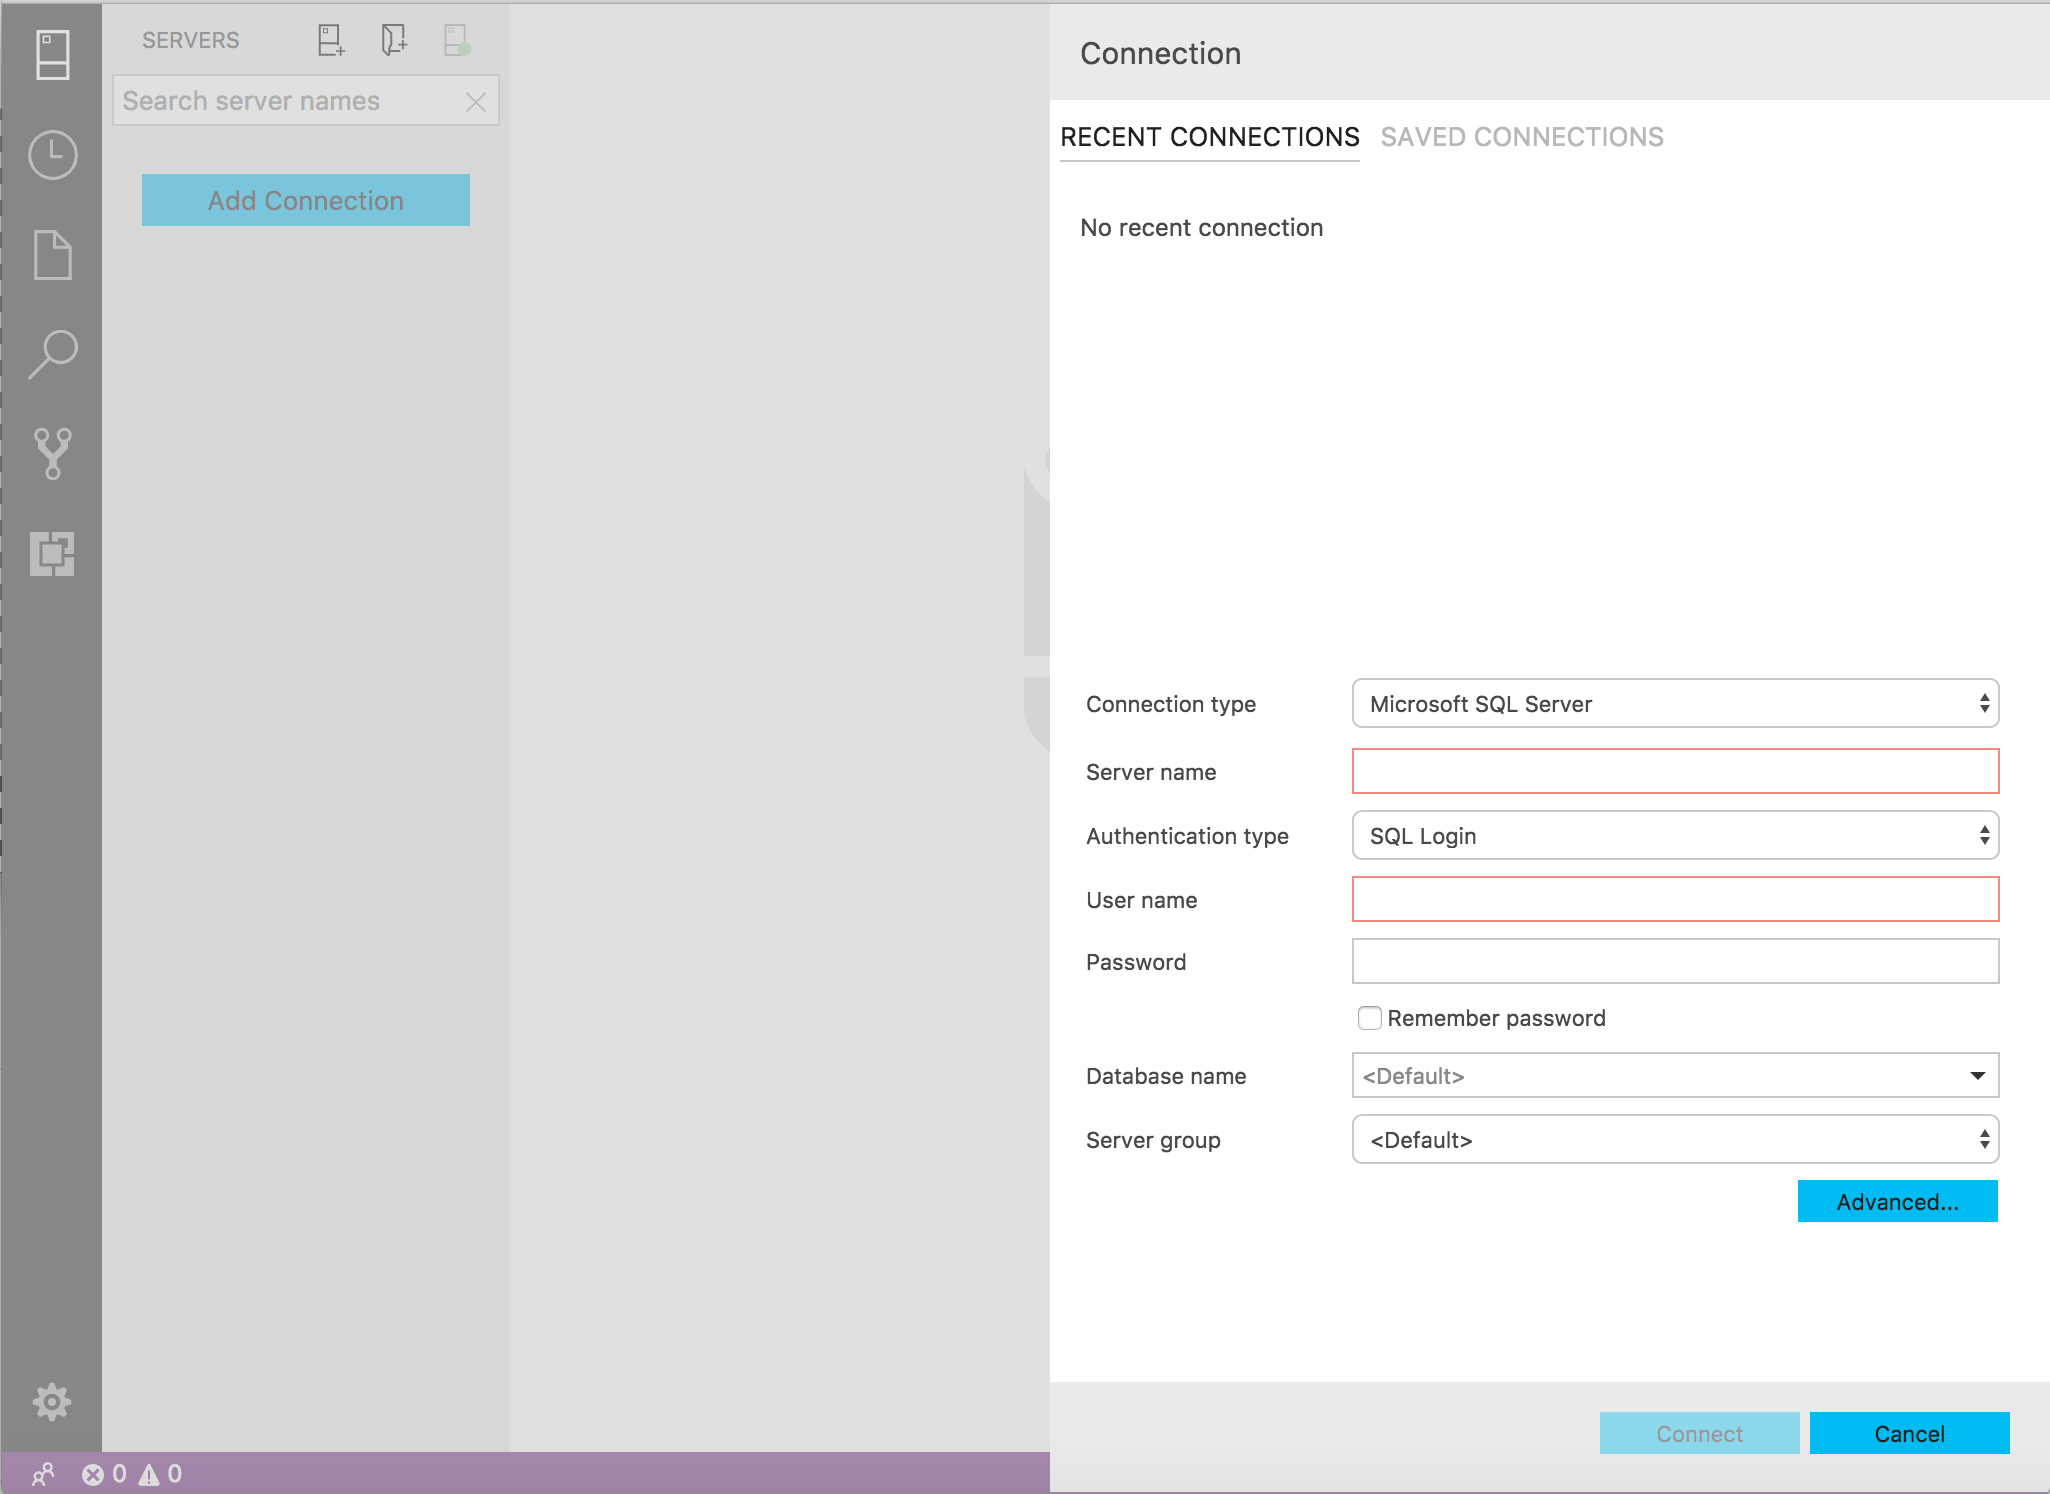 SERVERS
Search server names
Add Connection
Connection
RECENT CONNECTIONS SAVED CONNECTIONS
No recent connection
Connection type Microsoft SQL Server
Server name
Authentication type SQL Login
User name
Password
Remember password
Database name <Default>
Server group <Default>
Advanced...
Connect Cancel
0 0